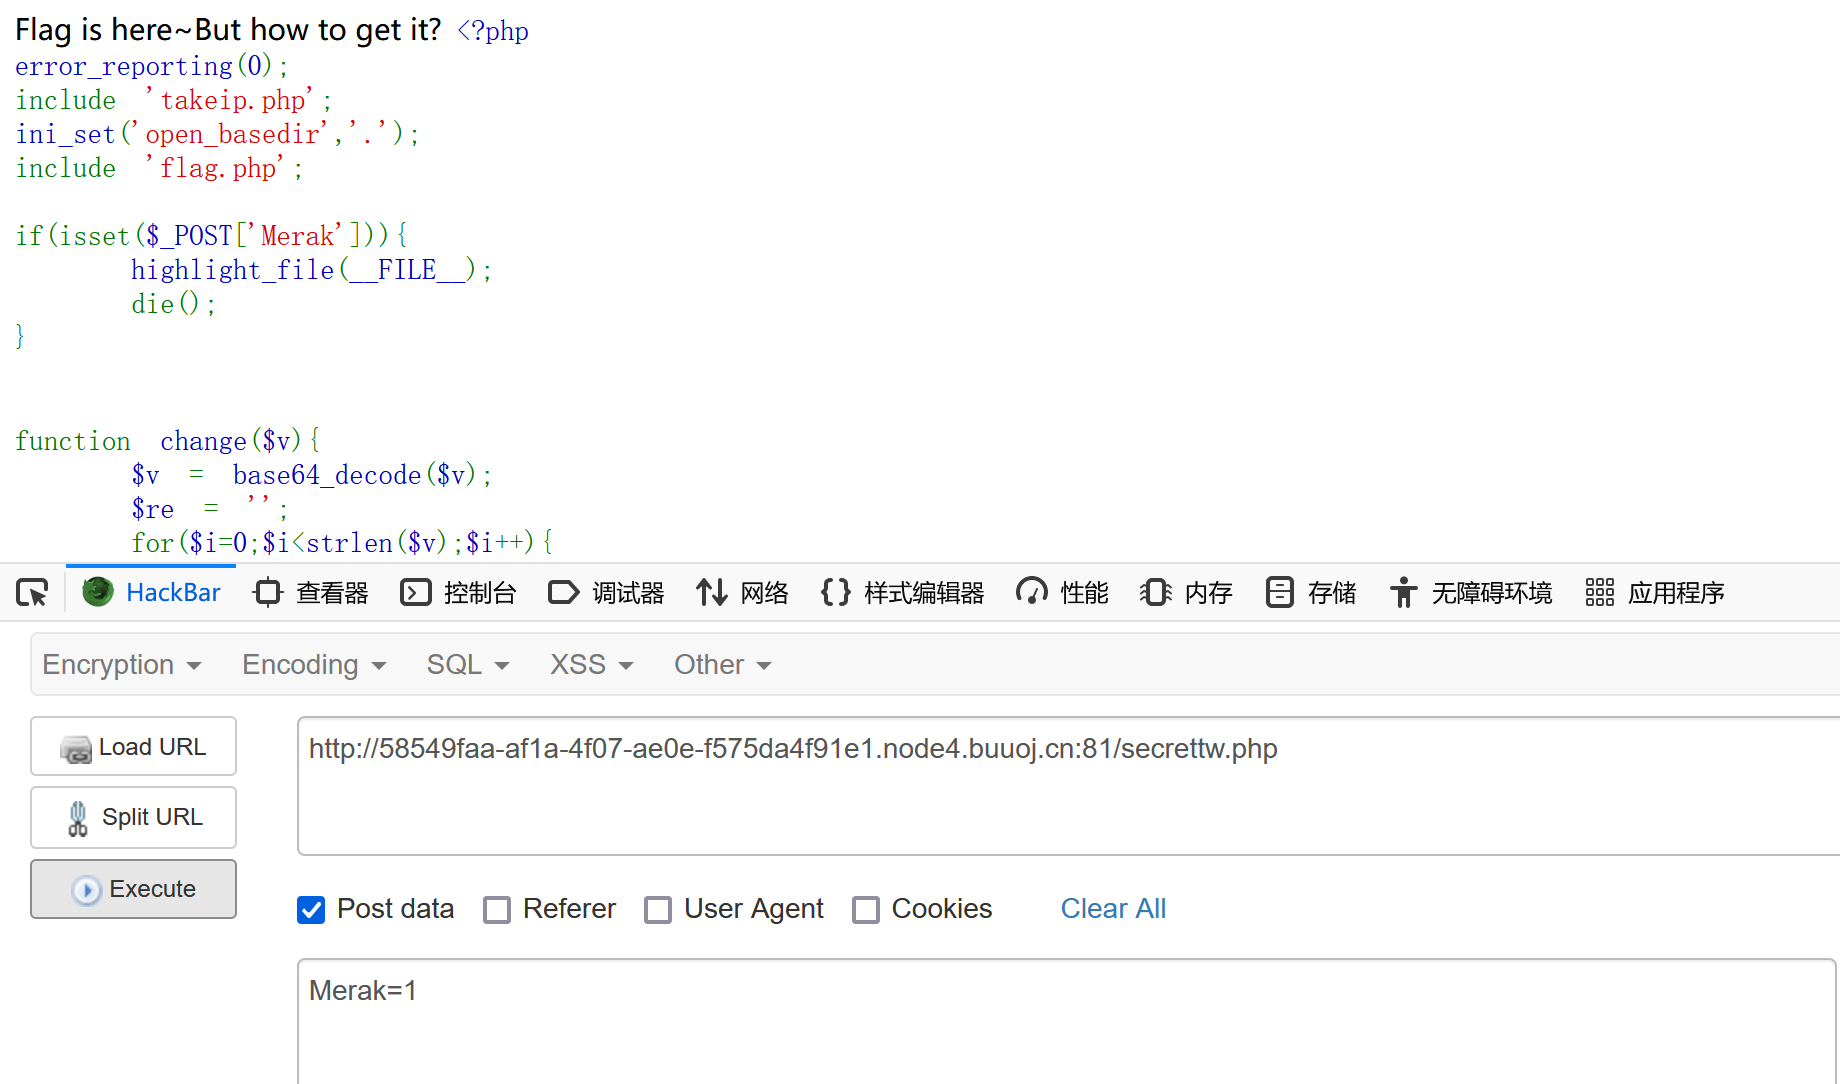 Flag is here~But how to get it? <?php
error_reporting(0);
include 'takeip.php';
ini_set('open_basedir','.');
include 'flag.php';
if(isset($_POST['Merak'])){
highlight_file(__FILE__);
die();
}
function change($v){
$v = base64_decode($v);
$re = '';
for($i=0;$i<strlen($v);$i++){
HackBar 查看器 控制台 调试器 网络 样式编辑器 性能 内存 存储 无障碍环境 应用程序
Encryption Encoding SQL XSS Other
Load URL http://58549faa-af1a-4f07-ae0e-f575da4f91e1.node4.buuoj.cn:81/secrettw.php
Split URL
Execute
Post data Referer User Agent Cookies Clear All
Merak=1